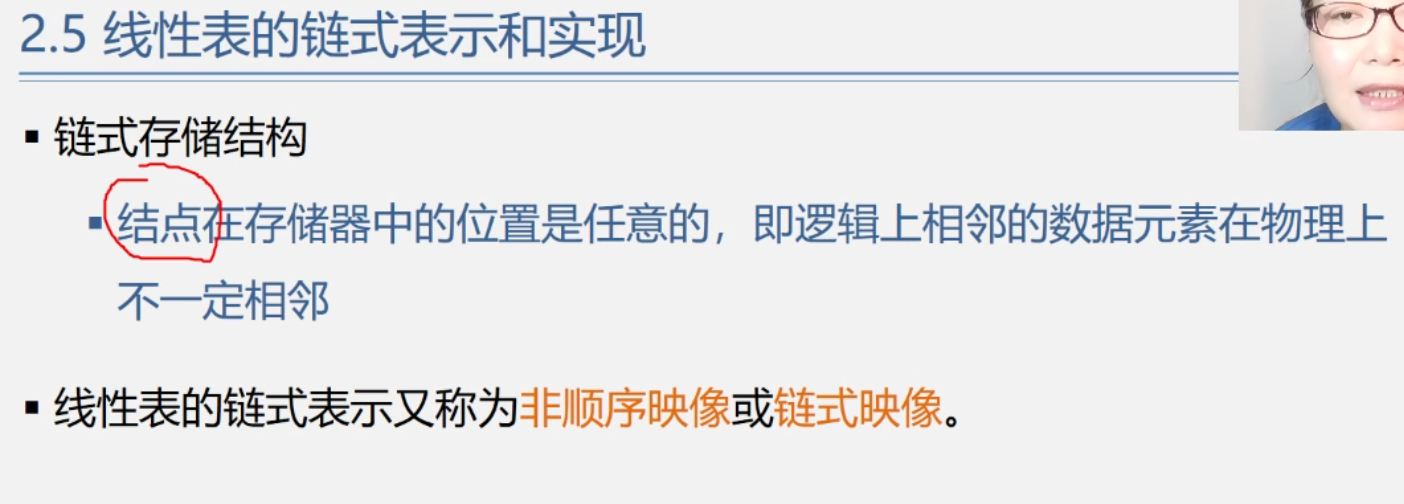 2.5 线性表的链式表示和实现
▪ 链式存储结构
▪ 结点在存储器中的位置是任意的，即逻辑上相邻的数据元素在物理上
不一定相邻
▪ 线性表的链式表示又称为非顺序映像或链式映像。